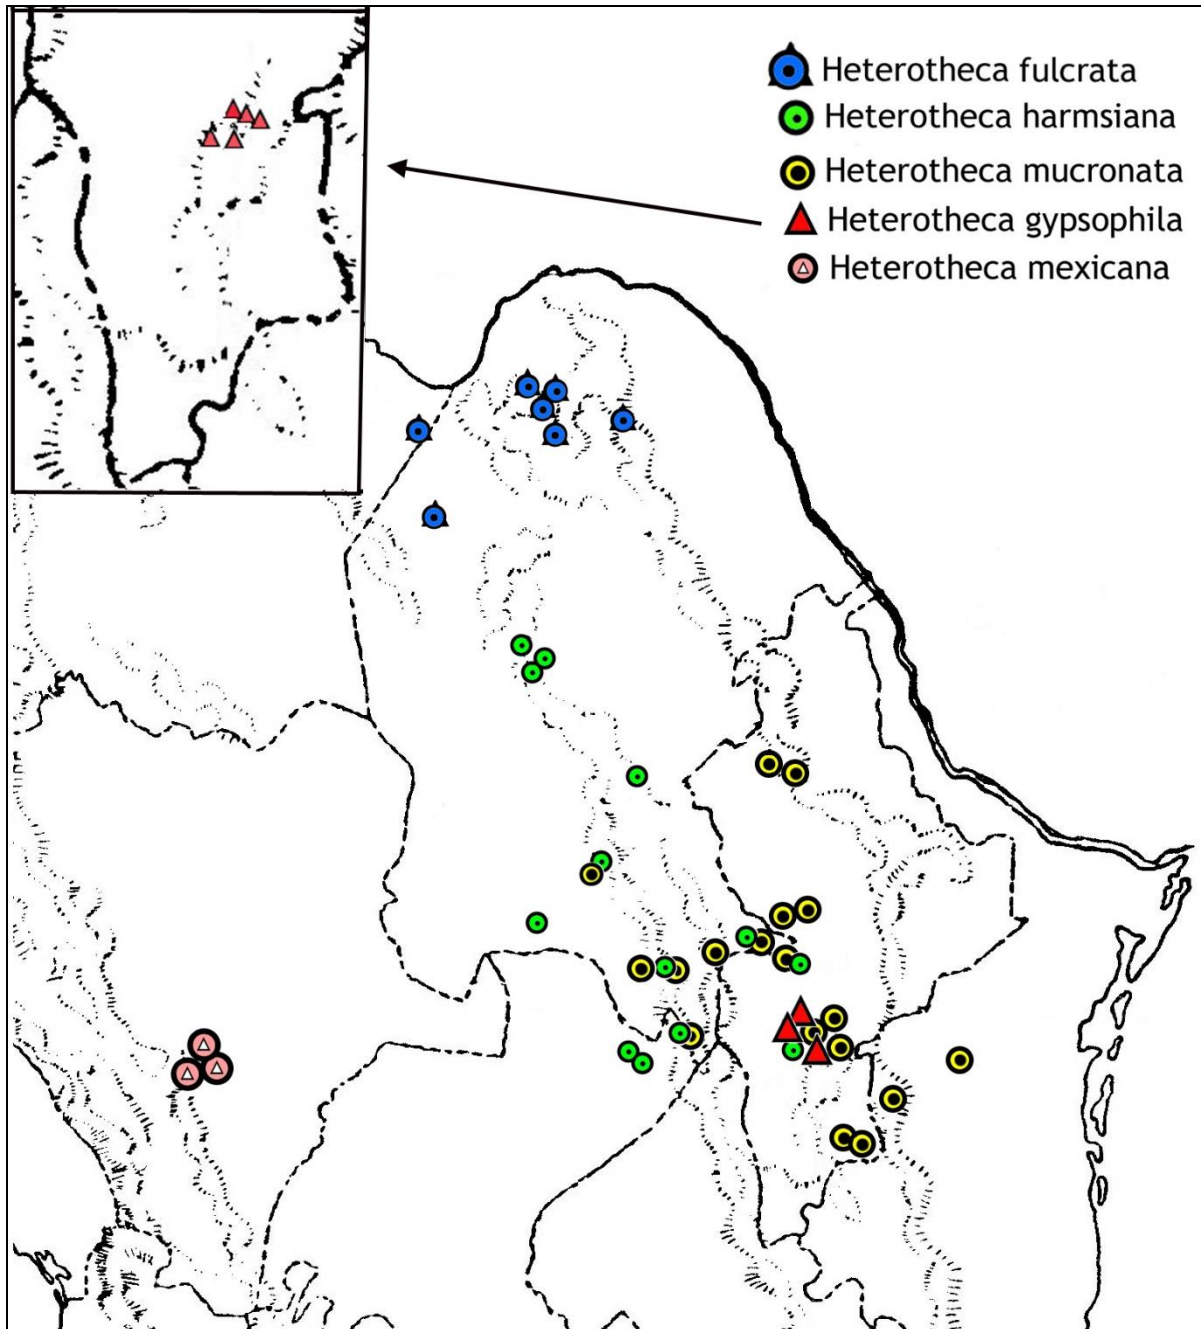 Heterotheca fulcrata
Heterotheca harmsiana
Heterotheca mucronata
Heterotheca gypsophila
Heterotheca mexicana